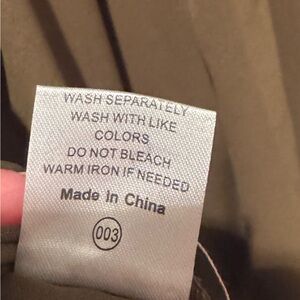 WASH SEPARATELY
WASH WITH LIKE
COLORS
DO NOT BLEACH
WARM IRON IF NEEDED
Made in China
003